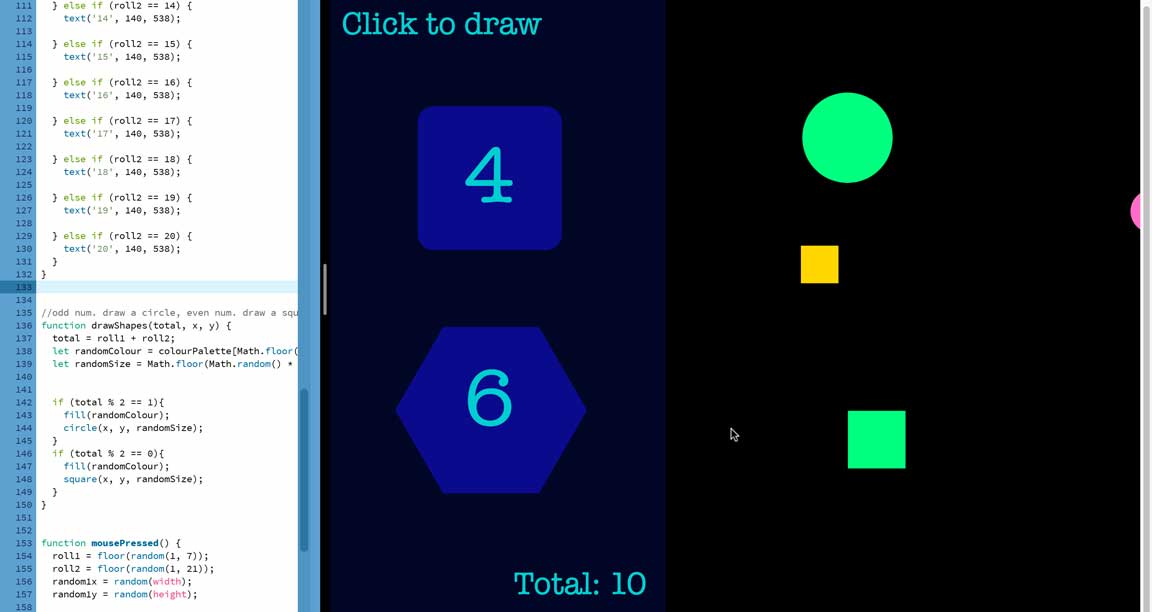 111 } else if (roll2 == 14) {
112 text('14', 140, 538);
113
114 } else if (roll2 == 15) {
115 text('15', 140, 538);
116
117 } else if (roll2 == 16) {
118 text('16', 140, 538);
119
120 } else if (roll2 == 17) {
121 text('17', 140, 538);
122
123 } else if (roll2 == 18) {
124 text('18', 140, 538);
125
126 } else if (roll2 == 19) {
127 text('19', 140, 538);
128
129 } else if (roll2 == 20) {
130 text('20', 140, 538);
131 }
132 }
133
134
135 //odd num. draw a circle, even num. draw a squ
136 function drawShapes(total, x, y) {
137 total = roll1 + roll2;
138 let randomColour = colourPalette[Math.floor(
139 let randomSize = Math.floor(Math.random() *
140
141
142 if (total % 2 == 1){
143 fill(randomColour);
144 circle(x, y, randomSize);
145 }
146 if (total % 2 == 0){
147 fill(randomColour);
148 square(x, y, randomSize);
149 }
150 }
151
152
153 function mousePressed() {
154 roll1 = floor(random(1, 7));
155 roll2 = floor(random(1, 21));
156 random1x = random(width);
157 random1y = random(height);
158
Click to draw
4
6
Total: 10